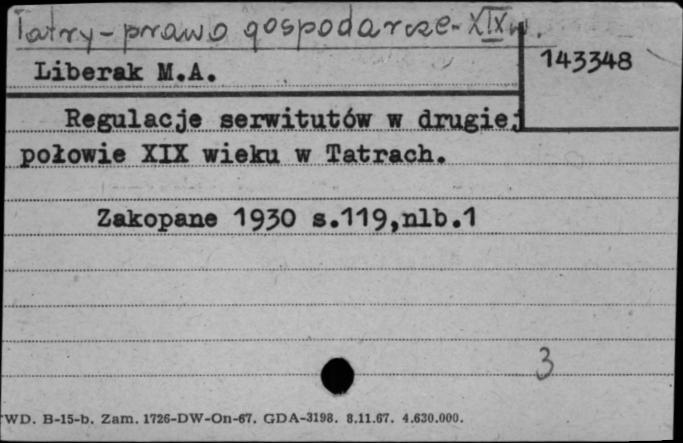 Tatry - prawo gospodarcze - XIX w.
Liberak M.A.
143348
Regulacje serwitutów w drugiej
połowie XIX wieku w Tatrach.
Zakopane 1930 s.119,nlb.1
3
WD. B-15-b. Zam. 1726-DW-On-67. GDA-3198. 8.11.67. 4.630.000.